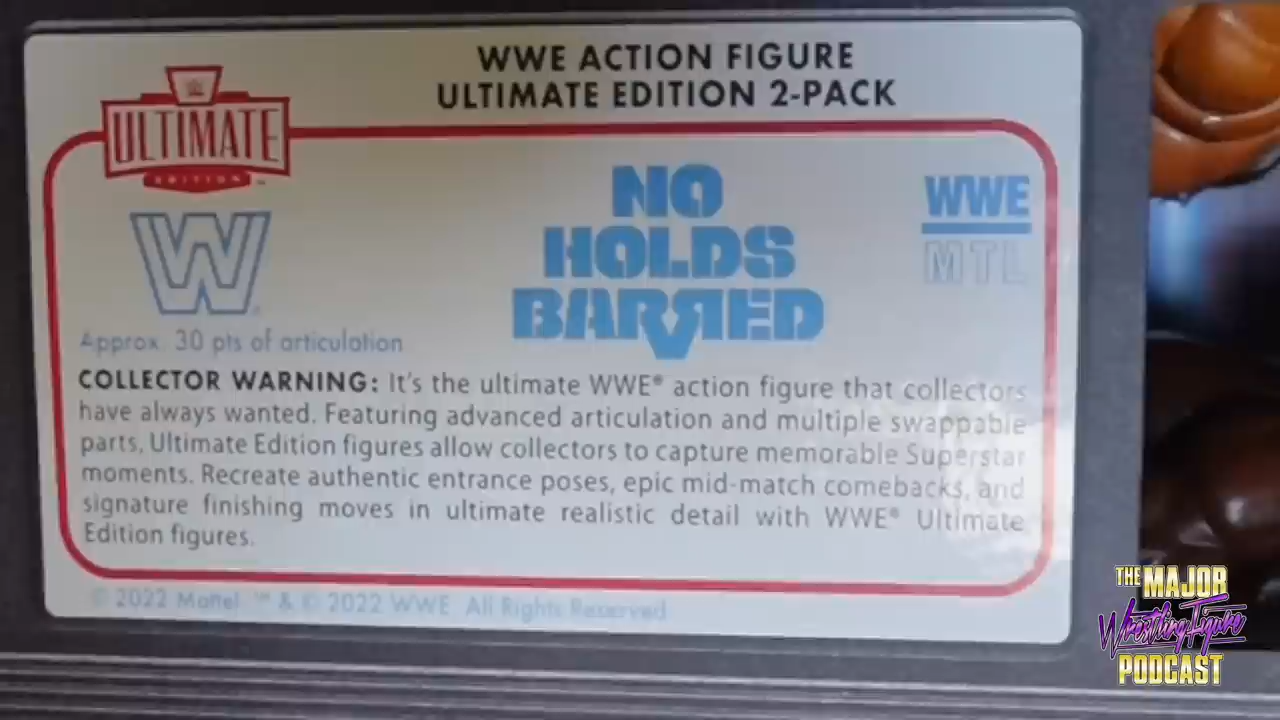 WWE ACTION FIGURE
ULTIMATE EDITION 2-PACK
ULTIMATE
EDITION
W
NO
HOLDS
BARRED
WWE
MTL
Approx. 30 pts of articulation
COLLECTOR WARNING: It's the ultimate WWE® action figure that collectors
have always wanted. Featuring advanced articulation and multiple swappable
parts, Ultimate Edition figures allow collectors to capture memorable Superstar
moments. Recreate authentic entrance poses, epic mid-match comebacks, and
signature finishing moves in ultimate realistic detail with WWE® Ultimate
Edition figures.
© 2022 Mattel. ™ & © 2022 WWE. All Rights Reserved.
THE MAJOR
Wrestling Figure
PODCAST